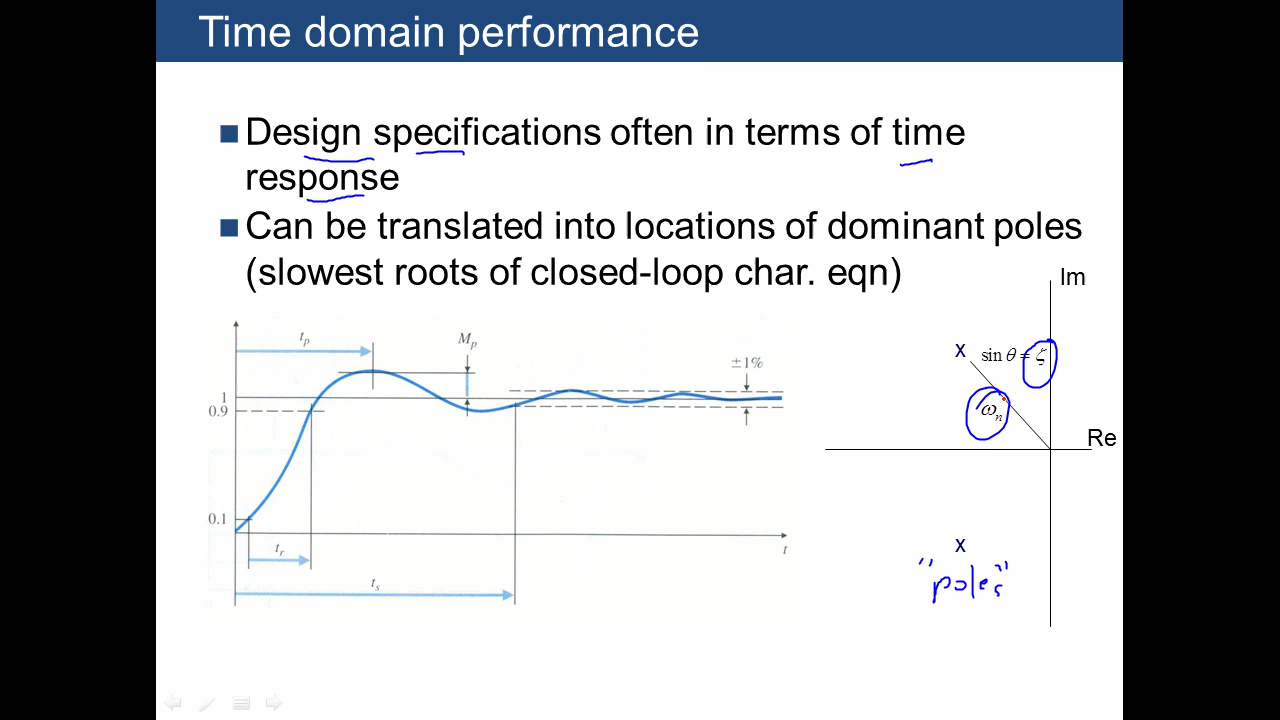 Time domain performance
Design specifications often in terms of time
response
Can be translated into locations of dominant poles
(slowest roots of closed-loop char. eqn)
Im
tp
Mp
±1%
x
sin θ = ζ
1
0.9
ωn
Re
0.1
tr
t
x
ts
"poles"